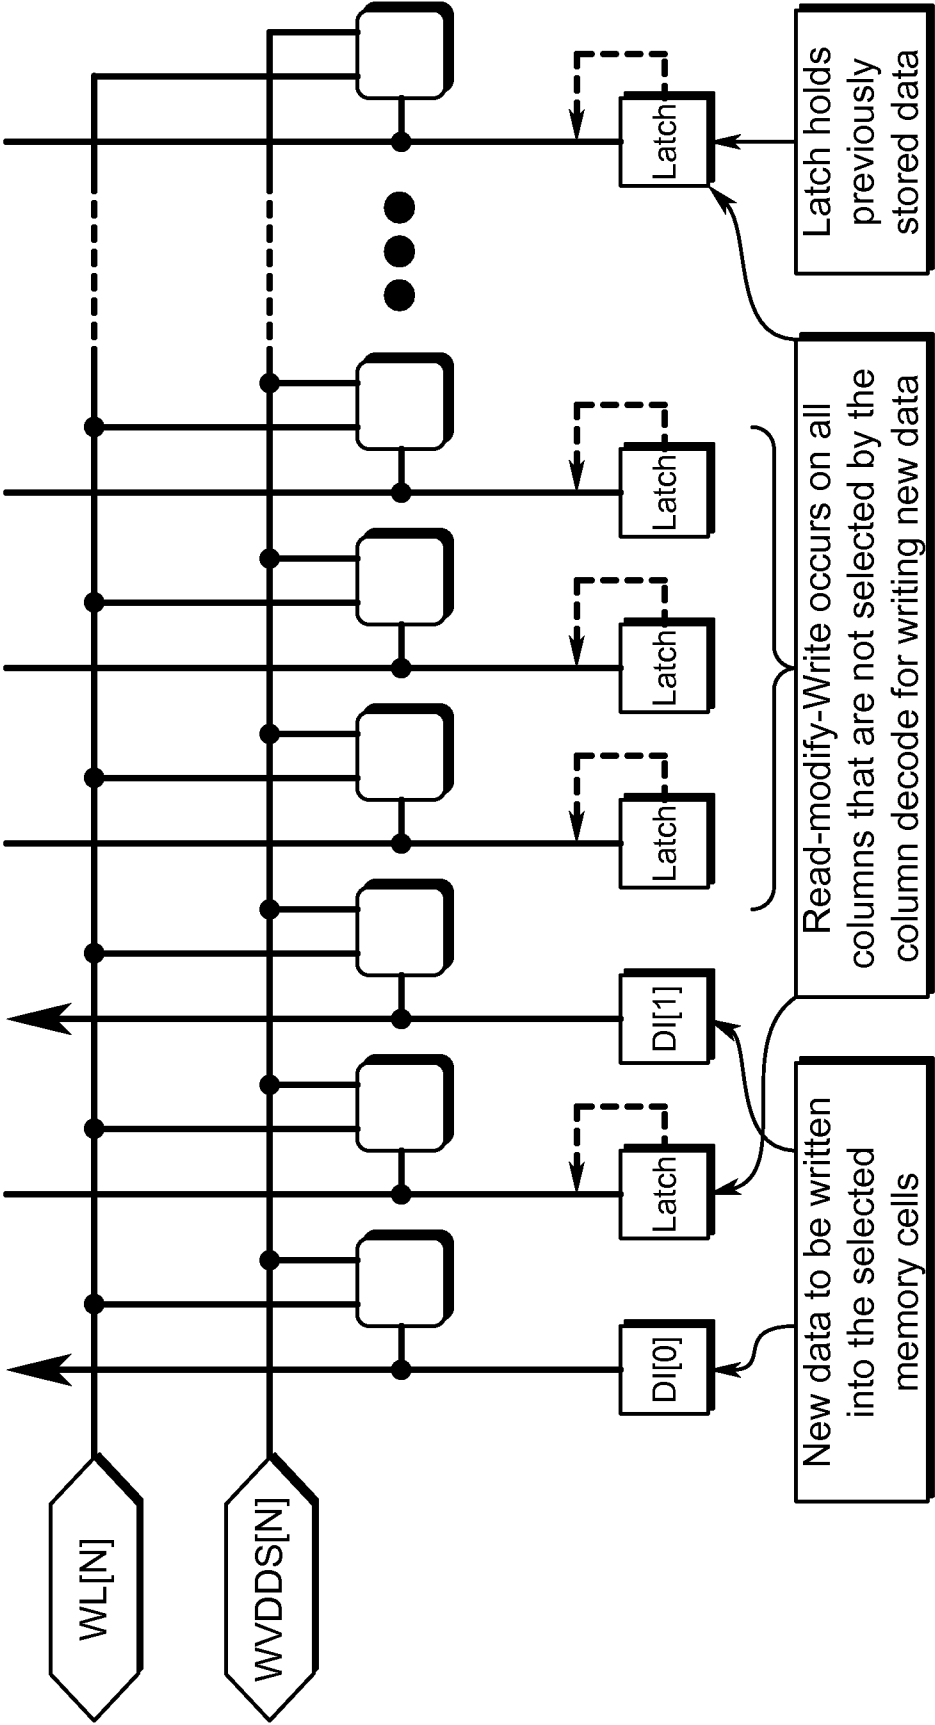 WL[N]
WVDDS[N]
DI[0]
Latch
DI[1]
Latch
Latch
Latch
Latch
New data to be written
into the selected
memory cells
Read-modify-Write occurs on all
columns that are not selected by the
column decode for writing new data
Latch holds
previously
stored data